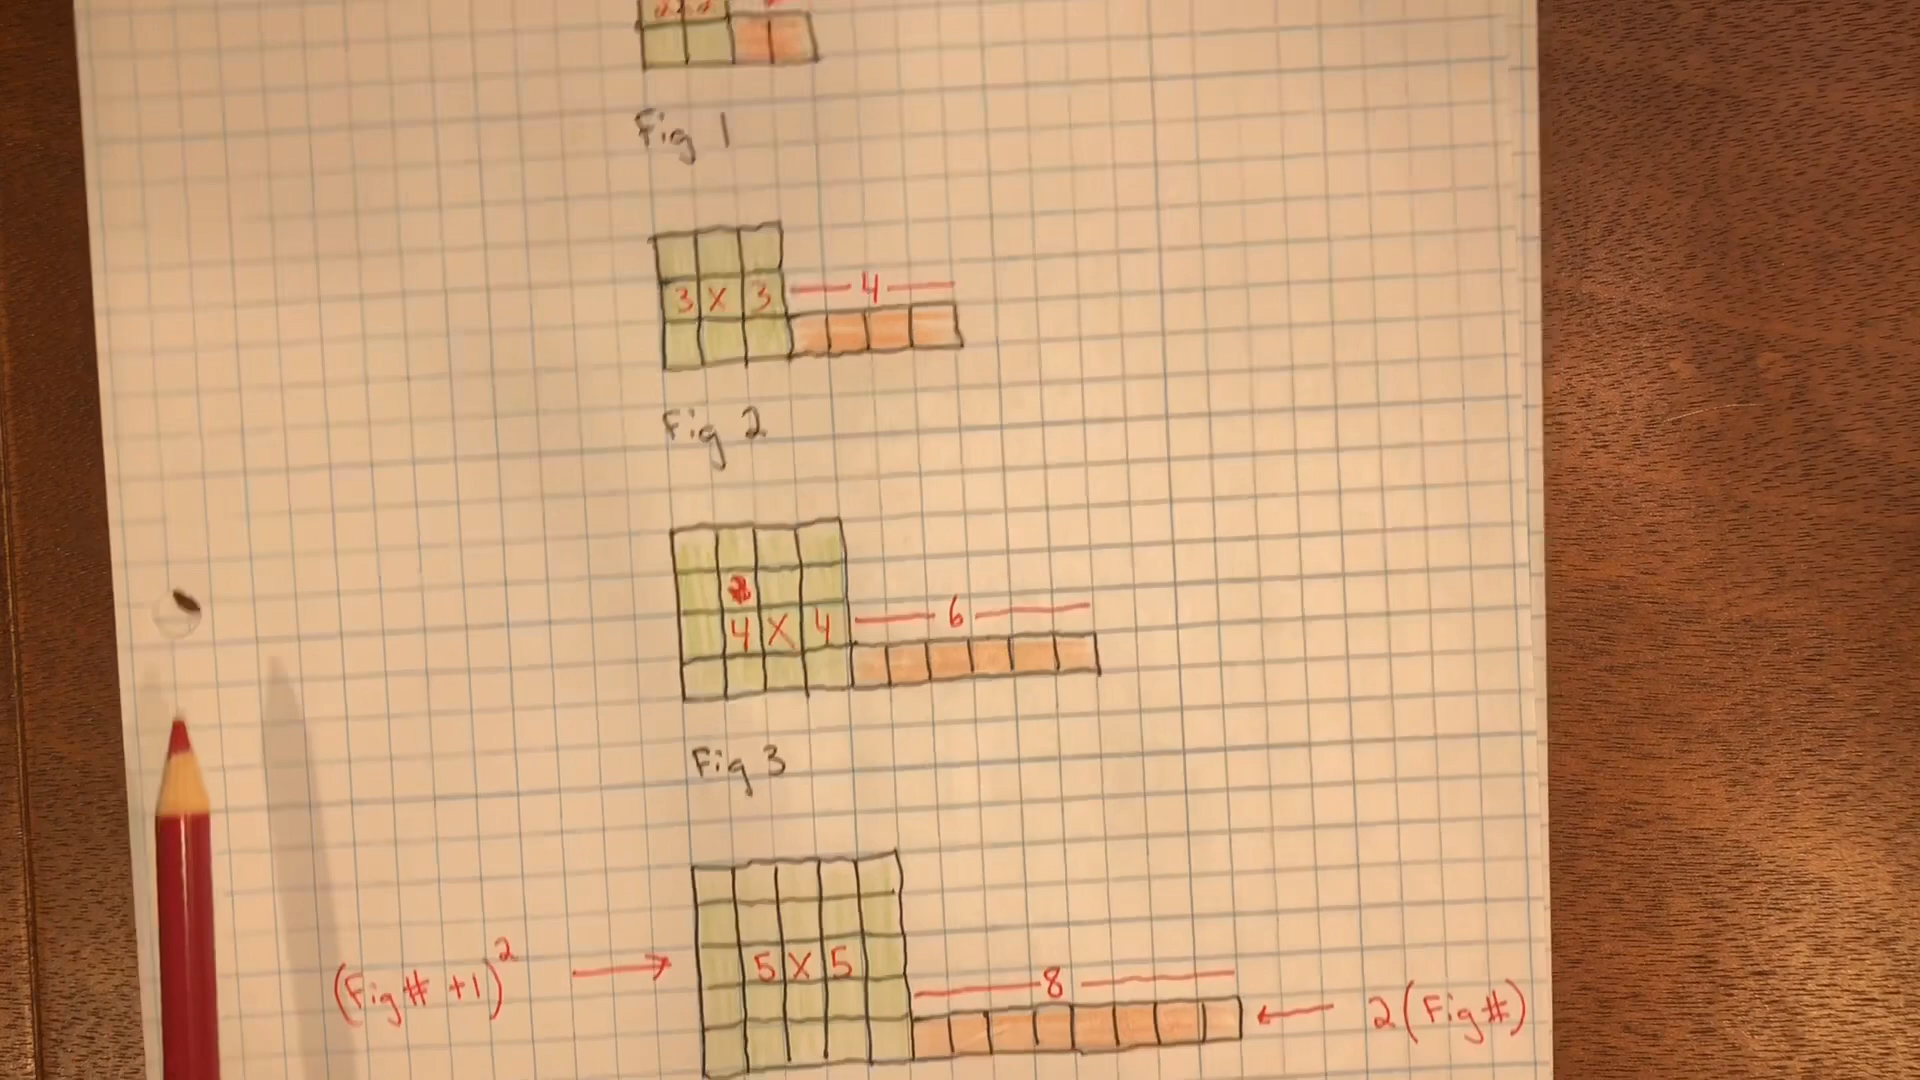 Fig 1
3 X 3
4
Fig 2
4 X 4
6
Fig 3
5 X 5
8
(Fig # +1)²
2 (Fig #)